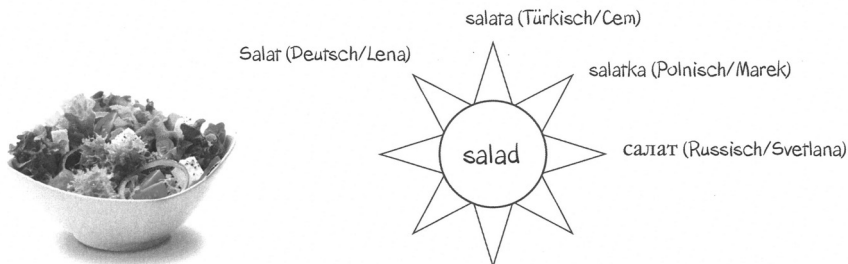 salata (Türkisch/Cem)
Salat (Deutsch/Lena)
salatka (Polnisch/Marek)
salad
салат (Russisch/Svetlana)